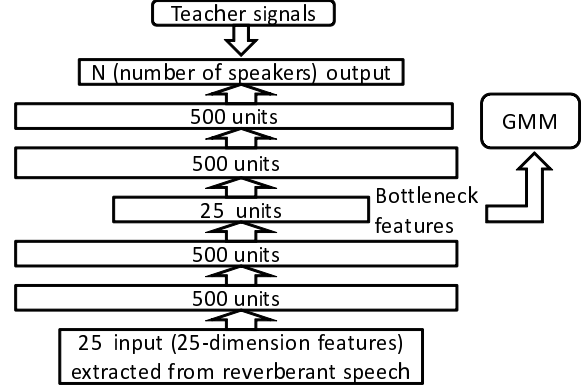 Teacher signals
N (number of speakers) output
500 units
GMM
500 units
25 units
Bottleneck
features
500 units
500 units
25 input (25-dimension features)
extracted from reverberant speech